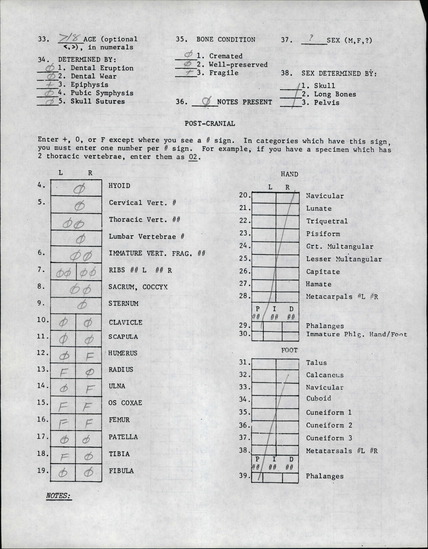 33. >18 AGE (optional
<,>), in numerals
34. DETERMINED BY:
Ø 1. Dental Eruption
Ø 2. Dental Wear
+ 3. Epiphysis
Ø 4. Pubic Symphysis
Ø 5. Skull Sutures
35. BONE CONDITION
Ø 1. Cremated
Ø 2. Well-preserved
+ 3. Fragile
36. Ø NOTES PRESENT
37. ? SEX (M,F,?)
38. SEX DETERMINED BY:
/ 1. Skull
/ 2. Long Bones
/ 3. Pelvis
POST-CRANIAL
Enter +, 0, or F except where you see a # sign. In categories which have this sign,
you must enter one number per # sign. For example, if you have a specimen which has
2 thoracic vertebrae, enter them as 02.
L R
4. Ø HYOID
5. Ø Cervical Vert. #
ØØ Thoracic Vert. ##
Ø Lumbar Vertebrae #
6. ØØ IMMATURE VERT. FRAG. ##
7. ØØ ØØ RIBS ## L ## R
8. ØØ SACRUM, COCCYX
9. Ø STERNUM
10. Ø Ø CLAVICLE
11. Ø Ø SCAPULA
12. Ø F HUMERUS
13. F Ø RADIUS
14. Ø F ULNA
15. F F OS COXAE
16. F F FEMUR
17. Ø Ø PATELLA
18. F Ø TIBIA
19. Ø Ø FIBULA
NOTES:
HAND
L R
20. Navicular
21. Lunate
22. Triquetral
23. Pisiform
24. Grt. Multangular
25. Lesser Multangular
26. Capitate
27. Hamate
28. Metacarpals #L #R
P I D
## ## ##
29. Phalanges
30. Immature Phlg. Hand/Foot
FOOT
31. Talus
32. Calcaneus
33. Navicular
34. Cuboid
35. Cuneiform 1
36. Cuneiform 2
37. Cuneiform 3
38. Metatarsals #L #R
P I D
## ## ##
39. Phalanges